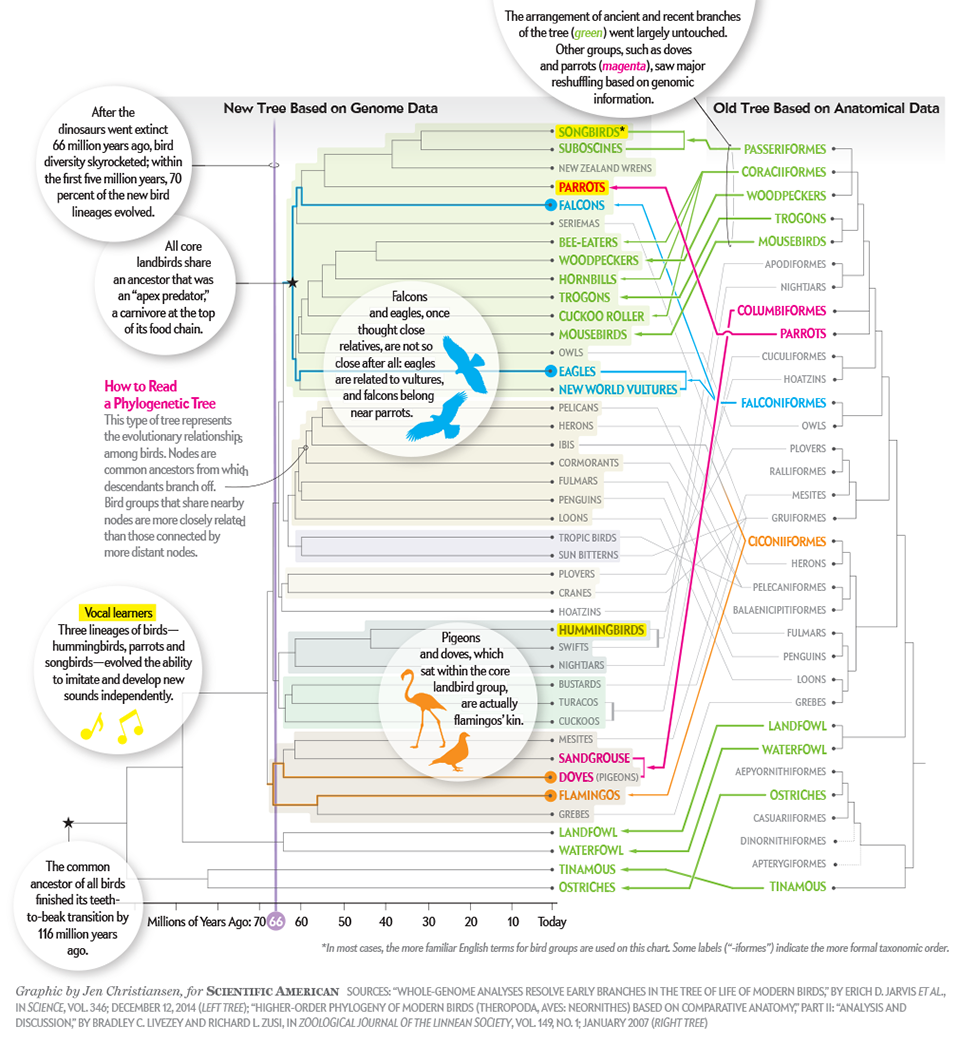 The arrangement of ancient and recent branches
of the tree (green) went largely untouched.
Other groups, such as doves
and parrots (magenta), saw major
reshuffling based on genomic
information.
New Tree Based on Genome Data
Old Tree Based on Anatomical Data
After the
dinosaurs went extinct
66 million years ago, bird
diversity skyrocketed; within
the first five million years, 70
percent of the new bird
lineages evolved.
All core
landbirds share
an ancestor that was
an “apex predator,”
a carnivore at the top
of its food chain.
How to Read
a Phylogenetic Tree
This type of tree represents
the evolutionary relationships
among birds. Nodes are
common ancestors from which
descendants branch off.
Bird groups that share nearby
nodes are more closely related
than those connected by
more distant nodes.
Vocal learners
Three lineages of birds—
hummingbirds, parrots and
songbirds—evolved the ability
to imitate and develop new
sounds independently.
The common
ancestor of all birds
finished its teeth-
to-beak transition by
116 million years
ago.
Falcons
and eagles, once
thought close
relatives, are not so
close after all: eagles
are related to vultures,
and falcons belong
near parrots.
Pigeons
and doves, which
sat within the core
landbird group,
are actually
flamingos’ kin.
SONGBIRDS*
SUBOSCINES
NEW ZEALAND WRENS
PARROTS
FALCONS
SERIEMAS
BEE-EATERS
WOODPECKERS
HORNBILLS
TROGONS
CUCKOO ROLLER
MOUSEBIRDS
OWLS
EAGLES
NEW WORLD VULTURES
PELICANS
HERONS
IBIS
CORMORANTS
FULMARS
PENGUINS
LOONS
TROPIC BIRDS
SUN BITTERNS
PLOVERS
CRANES
HOATZINS
HUMMINGBIRDS
SWIFTS
NIGHTJARS
BUSTARDS
TURACOS
CUCKOOS
MESITES
SANDGROUSE
DOVES (PIGEONS)
FLAMINGOS
GREBES
LANDFOWL
WATERFOWL
TINAMOUS
OSTRICHES
PASSERIFORMES
CORACIIFORMES
WOODPECKERS
TROGONS
MOUSEBIRDS
APODIFORMES
NIGHTJARS
COLUMBIFORMES
PARROTS
CUCULIFORMES
HOATZINS
FALCONIFORMES
OWLS
PLOVERS
RALLIFORMES
MESITES
GRUIFORMES
CICONIIFORMES
HERONS
PELECANIFORMES
BALAENICIPITIFORMES
FULMARS
PENGUINS
LOONS
GREBES
LANDFOWL
WATERFOWL
AEPYORNITHIFORMES
OSTRICHES
CASUARIIFORMES
DINORNITHIFORMES
APTERYGIFORMES
TINAMOUS
Millions of Years Ago: 70 66 60 50 40 30 20 10 Today
*In most cases, the more familiar English terms for bird groups are used on this chart. Some labels (“-iformes”) indicate the more formal taxonomic order.
Graphic by Jen Christiansen, for SCIENTIFIC AMERICAN SOURCES: “WHOLE-GENOME ANALYSES RESOLVE EARLY BRANCHES IN THE TREE OF LIFE OF MODERN BIRDS,” BY ERICH D. JARVIS ET AL.,
IN SCIENCE, VOL. 346; DECEMBER 12, 2014 (LEFT TREE); “HIGHER-ORDER PHYLOGENY OF MODERN BIRDS (THEROPODA, AVES: NEORNITHES) BASED ON COMPARATIVE ANATOMY,” PART II: “ANALYSIS AND
DISCUSSION,” BY BRADLEY C. LIVEZEY AND RICHARD L. ZUSI, IN ZOOLOGICAL JOURNAL OF THE LINNEAN SOCIETY, VOL. 149, NO. 1; JANUARY 2007 (RIGHT TREE)